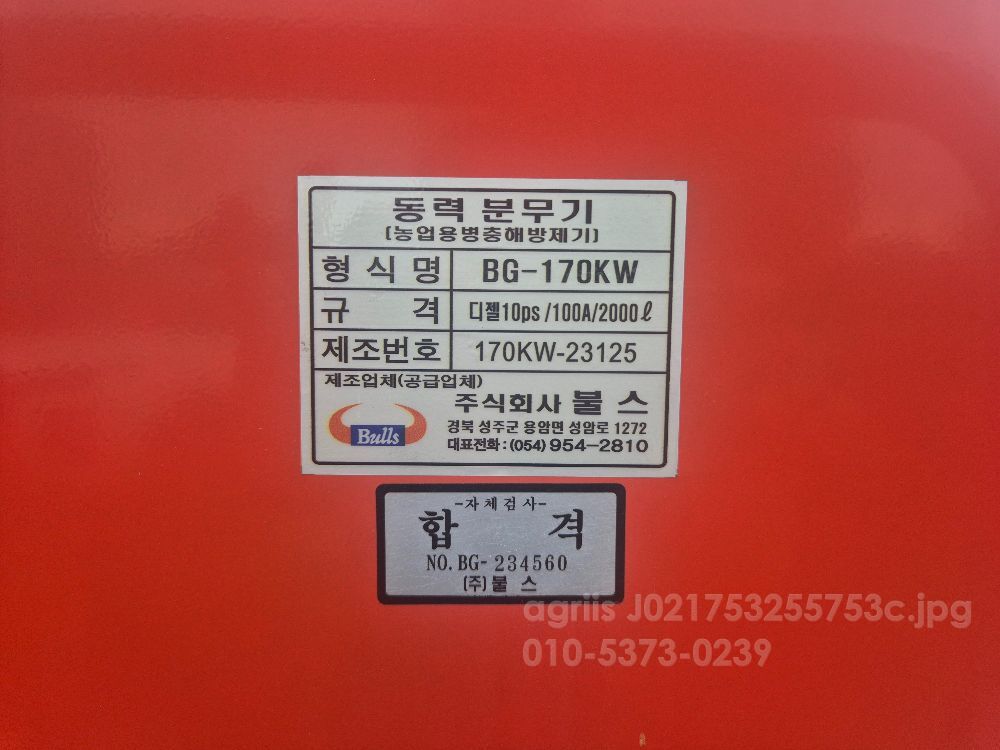 동력 분무기
(농업용병충해방제기)
형식명 BG-170KW
규격 디젤10ps/100A/2000ℓ
제조번호 170KW-23125
제조업체(공급업체)
주식회사 불스
Bulls
경북 성주군 용암면 성암로 1272
대표전화:(054)954-2810
-자체검사-
합격
NO. BG- 234560
(주)불스
agriis J021753255753c.jpg
010-5373-0239